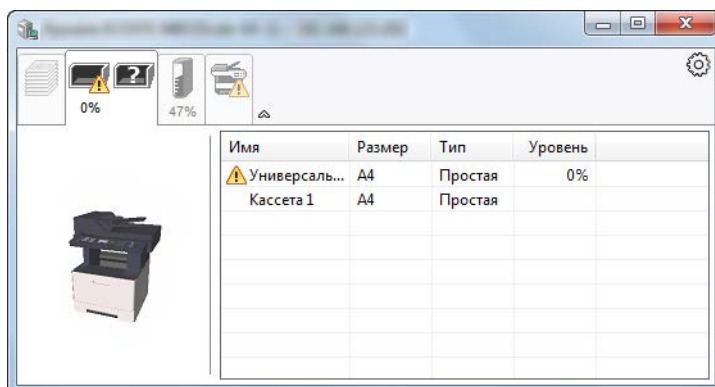 ?
0%
47%
Имя Размер Тип Уровень
Универсаль... A4 Простая 0%
Кассета 1 A4 Простая